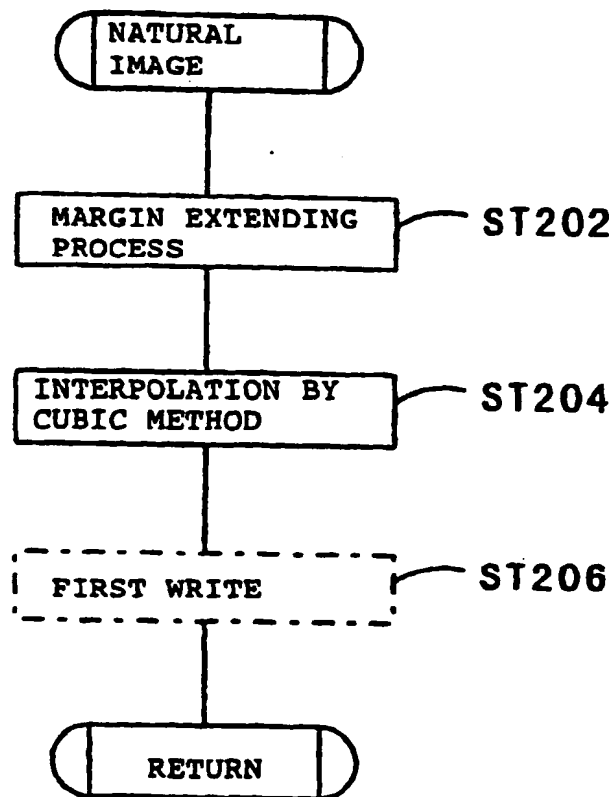 NATURAL
IMAGE
MARGIN EXTENDING
PROCESS
ST202
INTERPOLATION BY
CUBIC METHOD
ST204
FIRST WRITE
ST206
RETURN